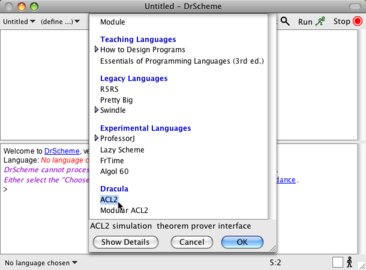 Untitled - DrScheme
Untitled (define ...) Run Stop
Module
Teaching Languages
How to Design Programs
Essentials of Programming Languages (3rd ed.)
Legacy Languages
R5RS
Pretty Big
Swindle
Experimental Languages
ProfessorJ
Lazy Scheme
FrTime
Algol 60
Dracula
ACL2
Modular ACL2
ACL2 simulation theorem prover interface
Show Details Cancel OK
Welcome to DrScheme, 
Language: No language
DrScheme cannot
Either select the "Choose
>
No language chosen 5:2